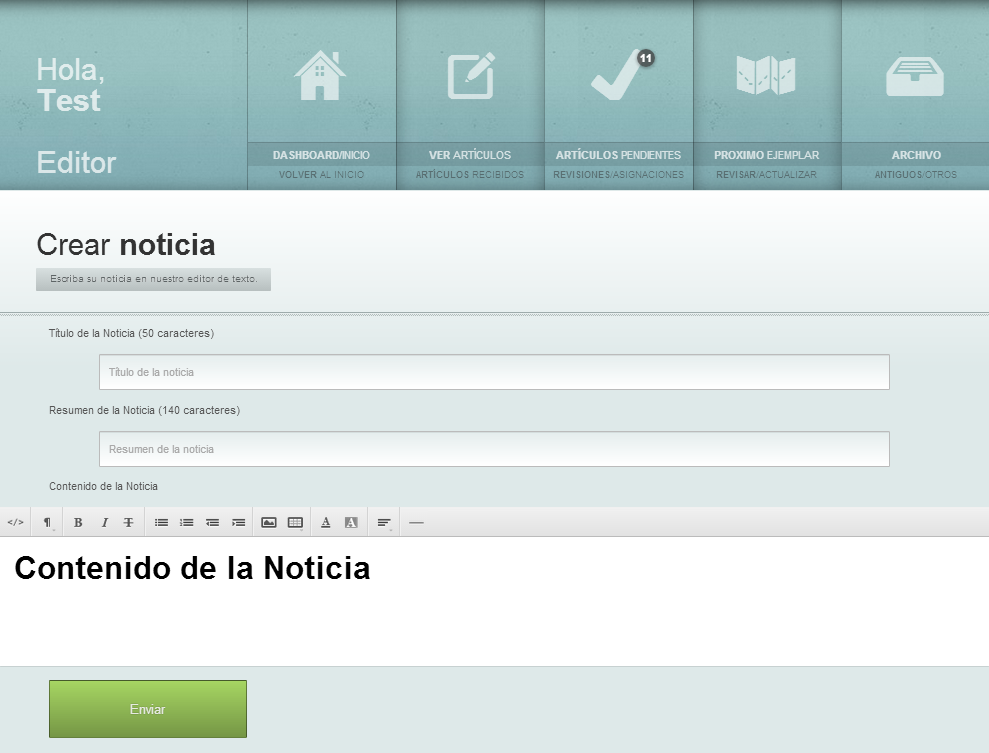 Hola,
Test
Editor
11
DASHBOARD/INICIO
VOLVER AL INICIO
VER ARTÍCULOS
ARTÍCULOS RECIBIDOS
ARTÍCULOS PENDIENTES
REVISIONES/ASIGNACIONES
PROXIMO EJEMPLAR
REVISAR/ACTUALIZAR
ARCHIVO
ANTIGUOS/OTROS
Crear noticia
Escriba su noticia en nuestro editor de texto.
Título de la Noticia (50 caracteres)
Título de la noticia
Resumen de la Noticia (140 caracteres)
Resumen de la noticia
Contenido de la Noticia
</> ¶ B I T A A
Contenido de la Noticia
Enviar